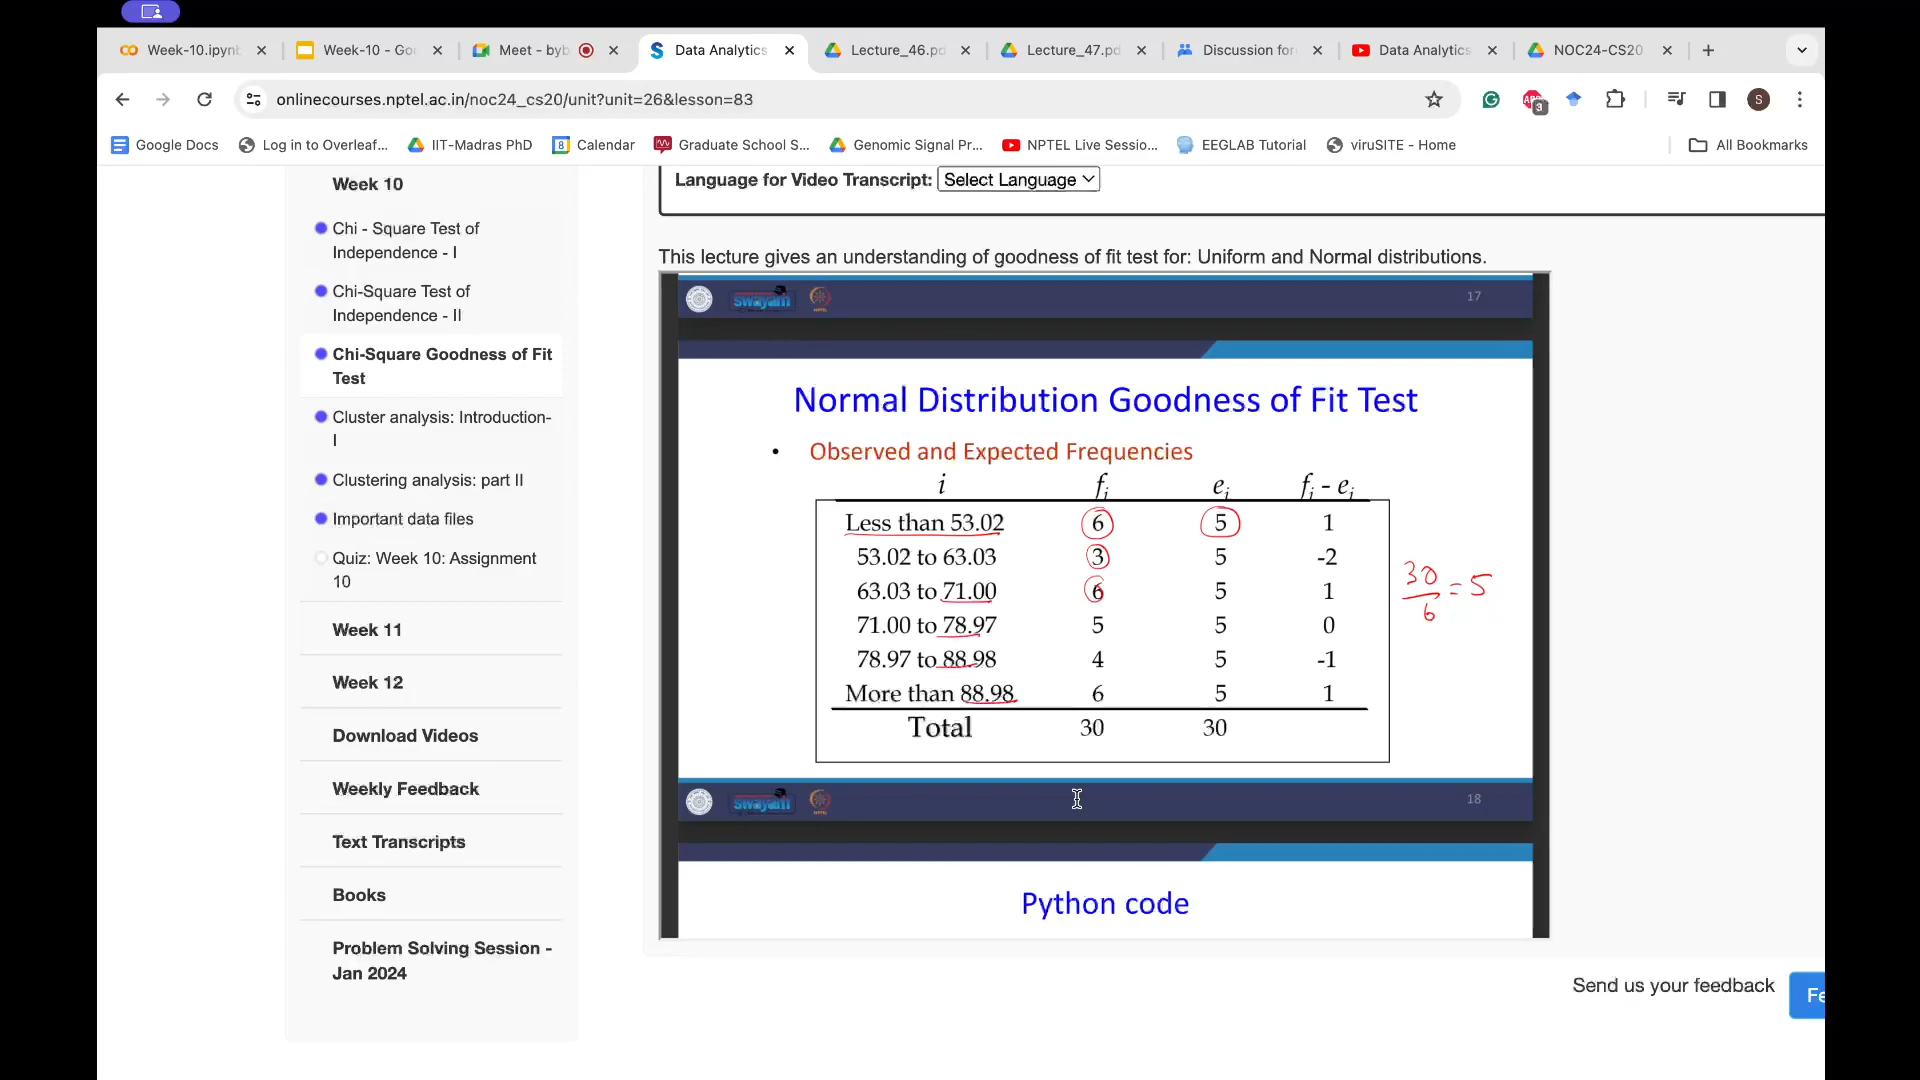 Week-10.ipynb
Week-10 - Go
Meet - byb
Data Analytics
Lecture_46.pd
Lecture_47.pd
Discussion for
Data Analytics
NOC24-CS20
onlinecourses.nptel.ac.in/noc24_cs20/unit?unit=26&lesson=83
3
S
Google Docs
Log in to Overleaf...
IIT-Madras PhD
8
Calendar
Graduate School S...
Genomic Signal Pr...
NPTEL Live Sessio...
EEGLAB Tutorial
viruSITE - Home
All Bookmarks
Week 10
Chi - Square Test of
Independence - I
Chi-Square Test of
Independence - II
Chi-Square Goodness of Fit
Test
Cluster analysis: Introduction-
I
Clustering analysis: part II
Important data files
Quiz: Week 10: Assignment
10
Week 11
Week 12
Download Videos
Weekly Feedback
Text Transcripts
Books
Problem Solving Session -
Jan 2024
Language for Video Transcript: Select Language
This lecture gives an understanding of goodness of fit test for: Uniform and Normal distributions.
swayam 17
Normal Distribution Goodness of Fit Test
• Observed and Expected Frequencies
i fi ei fi - ei
Less than 53.02 6 5 1
53.02 to 63.03 3 5 -2
63.03 to 71.00 6 5 1
71.00 to 78.97 5 5 0
78.97 to 88.98 4 5 -1
More than 88.98 6 5 1
Total 30 30
30/6 = 5
swayam 18
Python code
Send us your feedback
Fe